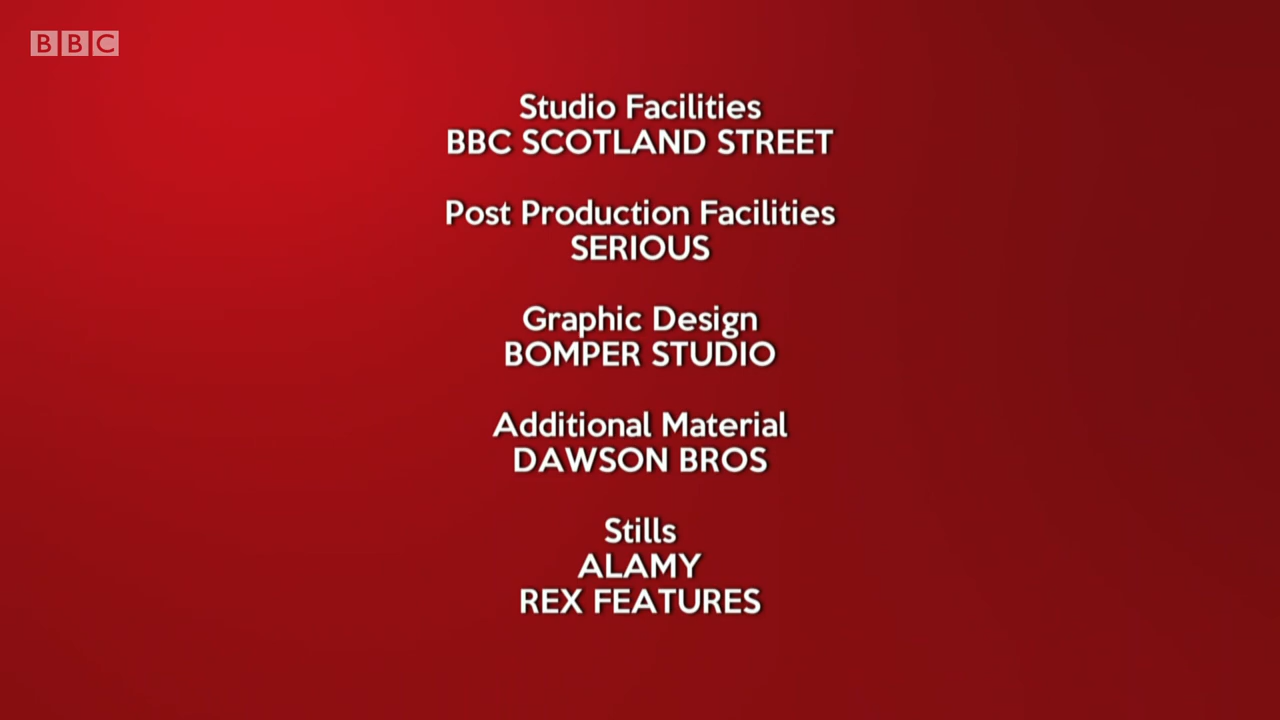 BBC
Studio Facilities
BBC SCOTLAND STREET
Post Production Facilities
SERIOUS
Graphic Design
BOMPER STUDIO
Additional Material
DAWSON BROS
Stills
ALAMY
REX FEATURES